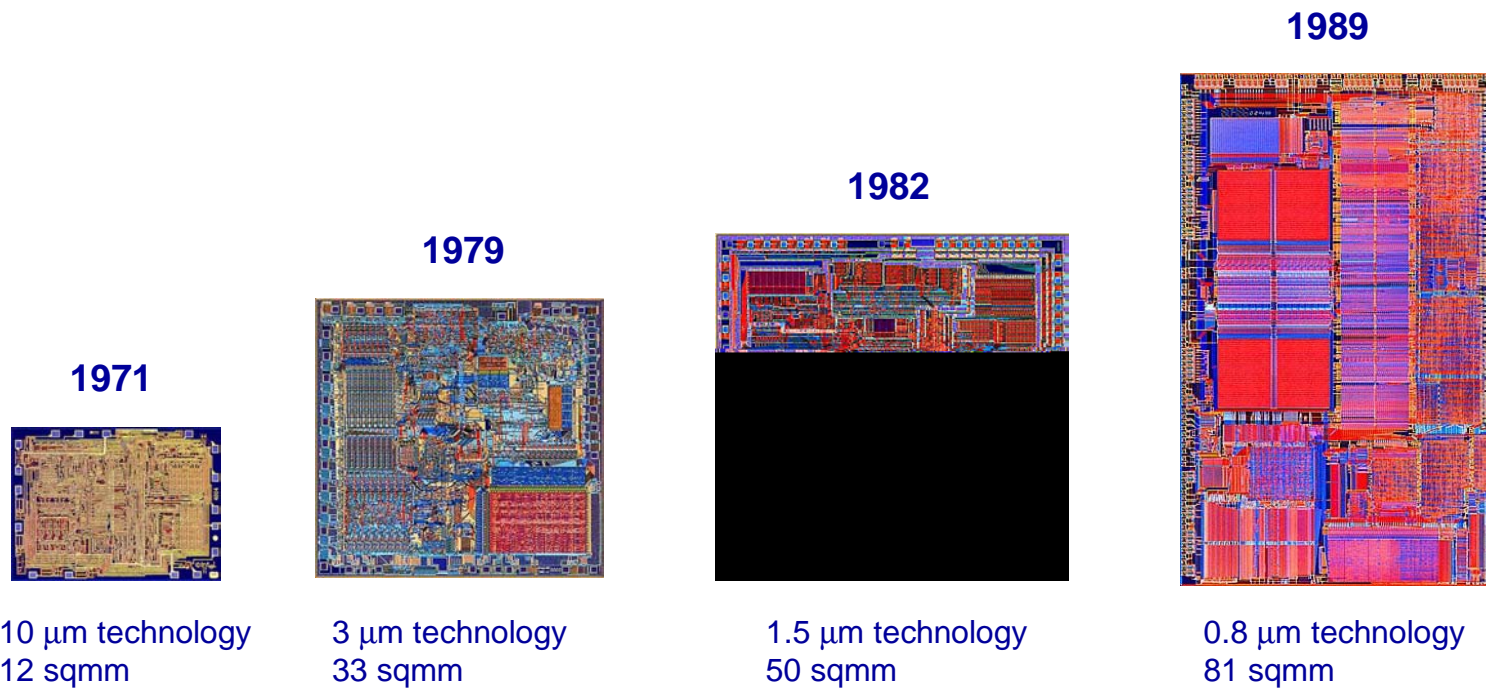 1989
1982
1979
1971
10 μm technology
12 sqmm
3 μm technology
33 sqmm
1.5 μm technology
50 sqmm
0.8 μm technology
81 sqmm